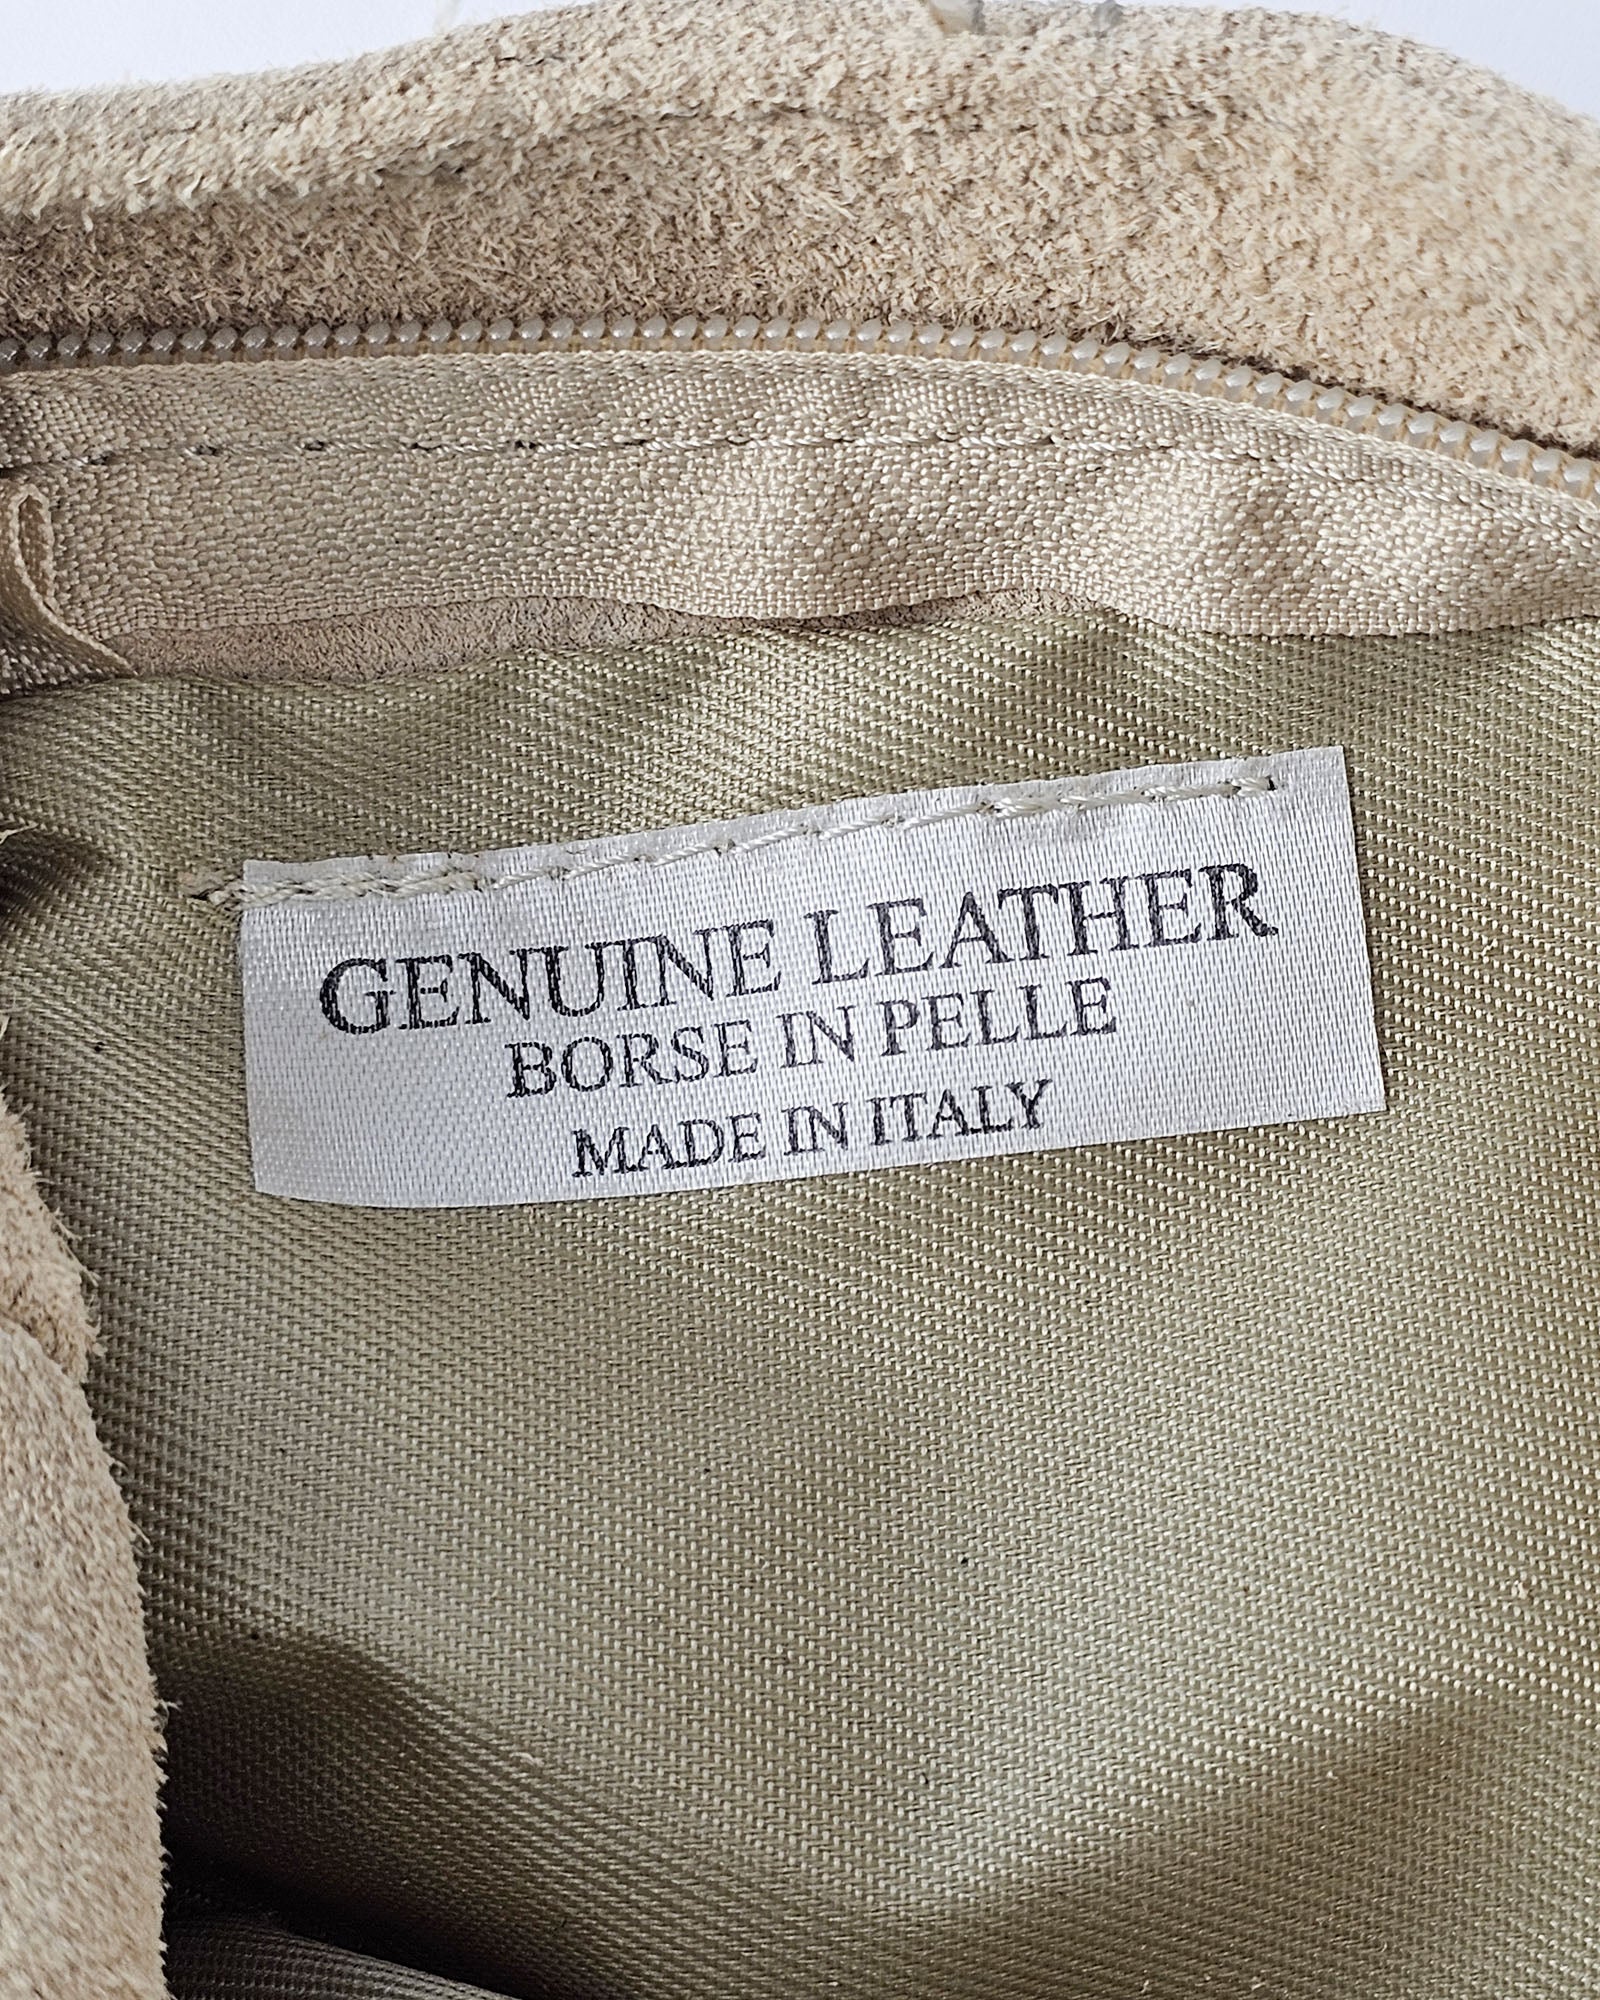 GENUINE LEATHER
BORSE IN PELLE
MADE IN ITALY